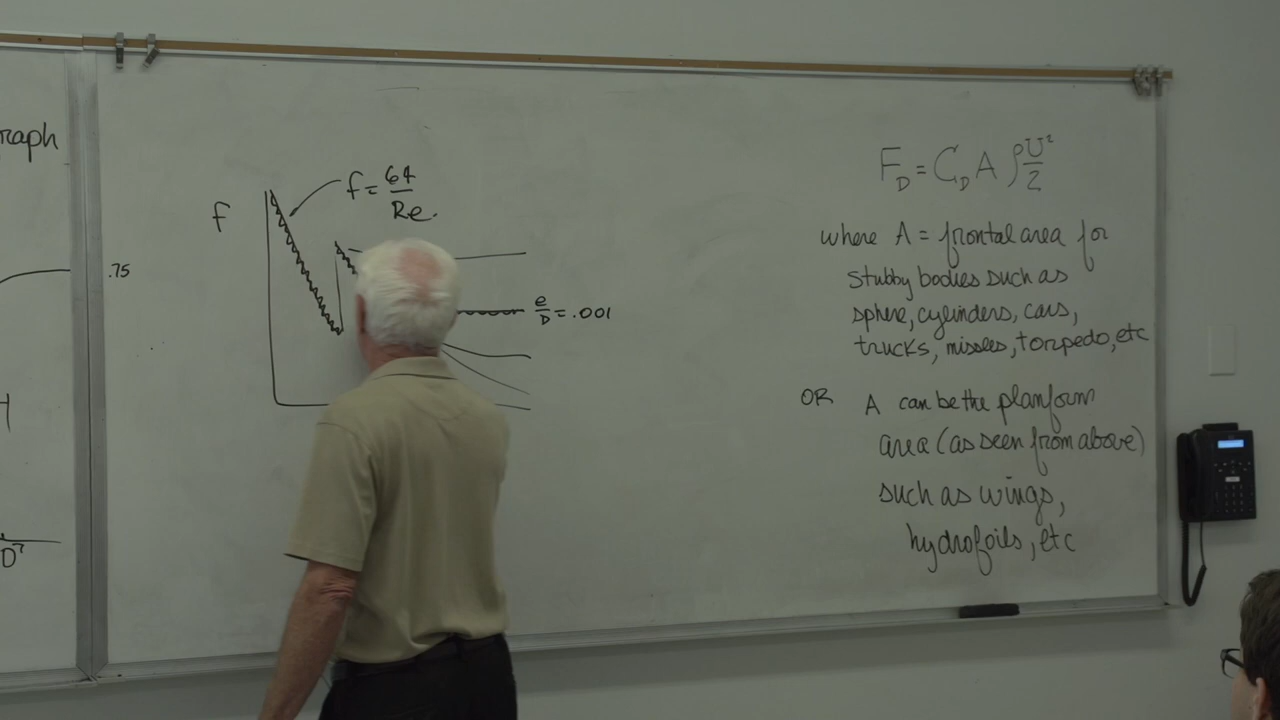 raph
.75
f
f = 64
Re.
e
D = .001
F_D = C_D A ρ U²
2
where A = frontal area for
stubby bodies such as
sphere, cylinders, cars,
trucks, missles, torpedo, etc
OR A can be the planform
area (as seen from above)
such as wings,
hydrofoils, etc